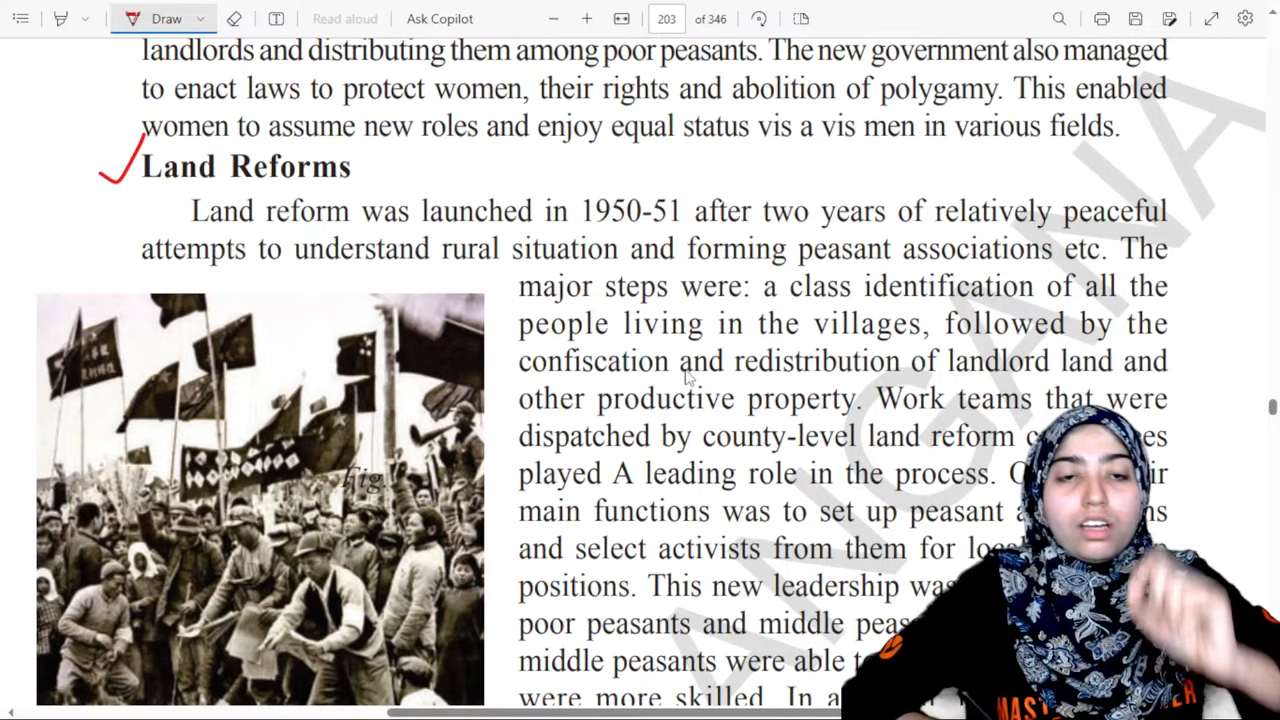 Draw
Read aloud
Ask Copilot
203 of 346
landlords and distributing them among poor peasants. The new government also managed
to enact laws to protect women, their rights and abolition of polygamy. This enabled
women to assume new roles and enjoy equal status vis a vis men in various fields.
Land Reforms
Land reform was launched in 1950-51 after two years of relatively peaceful
attempts to understand rural situation and forming peasant associations etc. The
major steps were: a class identification of all the
people living in the villages, followed by the
confiscation and redistribution of landlord land and
other productive property. Work teams that were
dispatched by county-level land reform
played A leading role in the process.
main functions was to set up peasant
and select activists from them for
positions. This new leadership
poor peasants and middle
middle peasants were able
were more skilled. In
Fig.
ANGANA
MAS